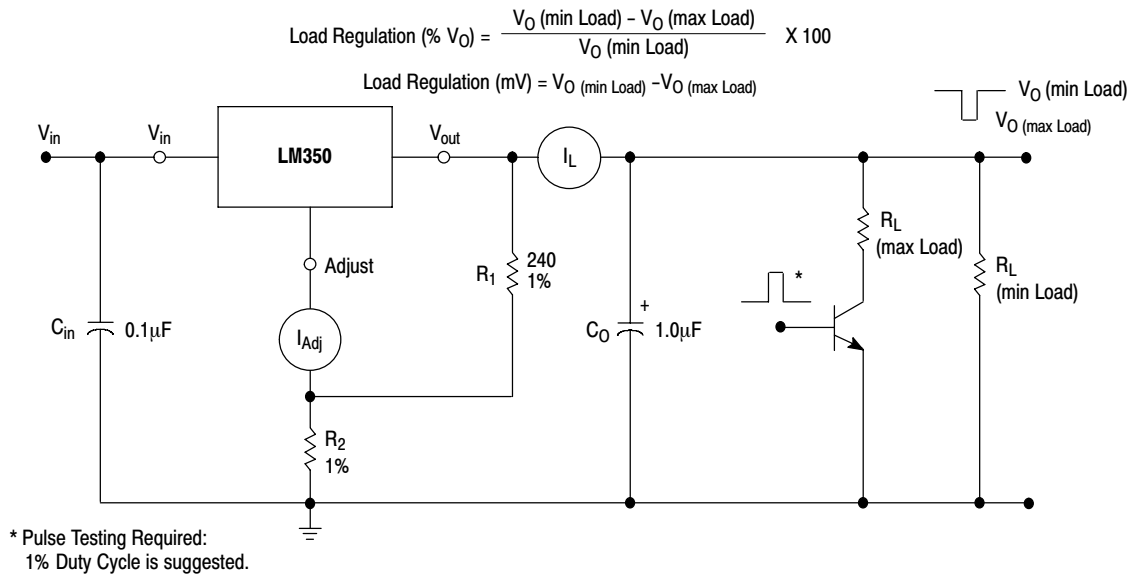 Load Regulation (% VO) = VO (min Load) – VO (max Load) / VO (min Load) X 100
Load Regulation (mV) = VO (min Load) –VO (max Load)
VO (min Load)
VO (max Load)
Vin
Vin
LM350
Vout
IL
RL
(max Load)
Adjust
R1
240
1%
RL
(min Load)
*
Cin
0.1μF
IAdj
+
CO
1.0μF
R2
1%
* Pulse Testing Required:
1% Duty Cycle is suggested.